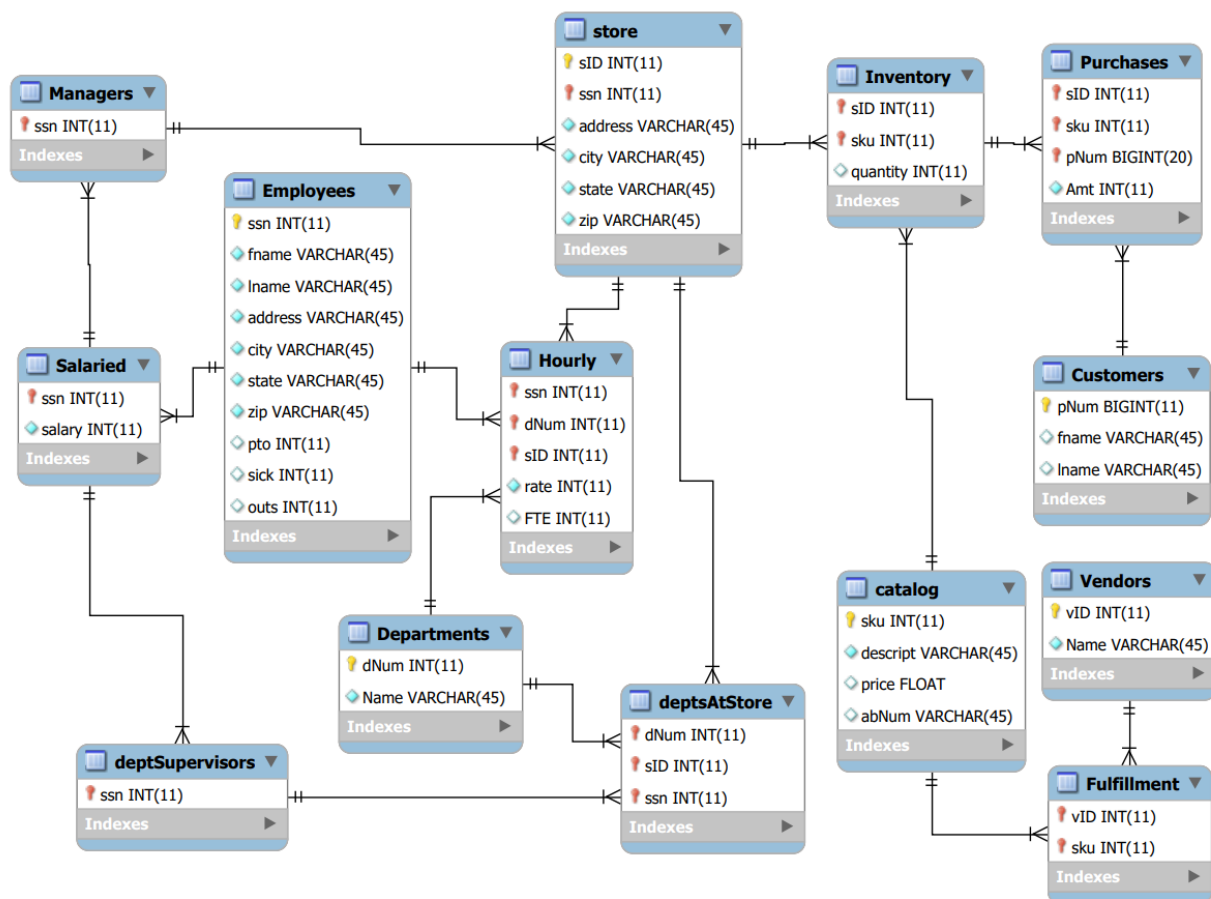 store
sID INT(11)
ssn INT(11)
address VARCHAR(45)
city VARCHAR(45)
state VARCHAR(45)
zip VARCHAR(45)
Indexes
Managers
ssn INT(11)
Indexes
Inventory
sID INT(11)
sku INT(11)
quantity INT(11)
Indexes
Purchases
sID INT(11)
sku INT(11)
pNum BIGINT(20)
Amt INT(11)
Indexes
Employees
ssn INT(11)
fname VARCHAR(45)
lname VARCHAR(45)
address VARCHAR(45)
city VARCHAR(45)
state VARCHAR(45)
zip VARCHAR(45)
pto INT(11)
sick INT(11)
outs INT(11)
Indexes
Salaried
ssn INT(11)
salary INT(11)
Indexes
Hourly
ssn INT(11)
dNum INT(11)
sID INT(11)
rate INT(11)
FTE INT(11)
Indexes
Customers
pNum BIGINT(11)
fname VARCHAR(45)
lname VARCHAR(45)
Indexes
Departments
dNum INT(11)
Name VARCHAR(45)
Indexes
catalog
sku INT(11)
descript VARCHAR(45)
price FLOAT
abNum VARCHAR(45)
Indexes
Vendors
vID INT(11)
Name VARCHAR(45)
Indexes
deptsAtStore
dNum INT(11)
sID INT(11)
ssn INT(11)
Indexes
deptSupervisors
ssn INT(11)
Indexes
Fulfillment
vID INT(11)
sku INT(11)
Indexes